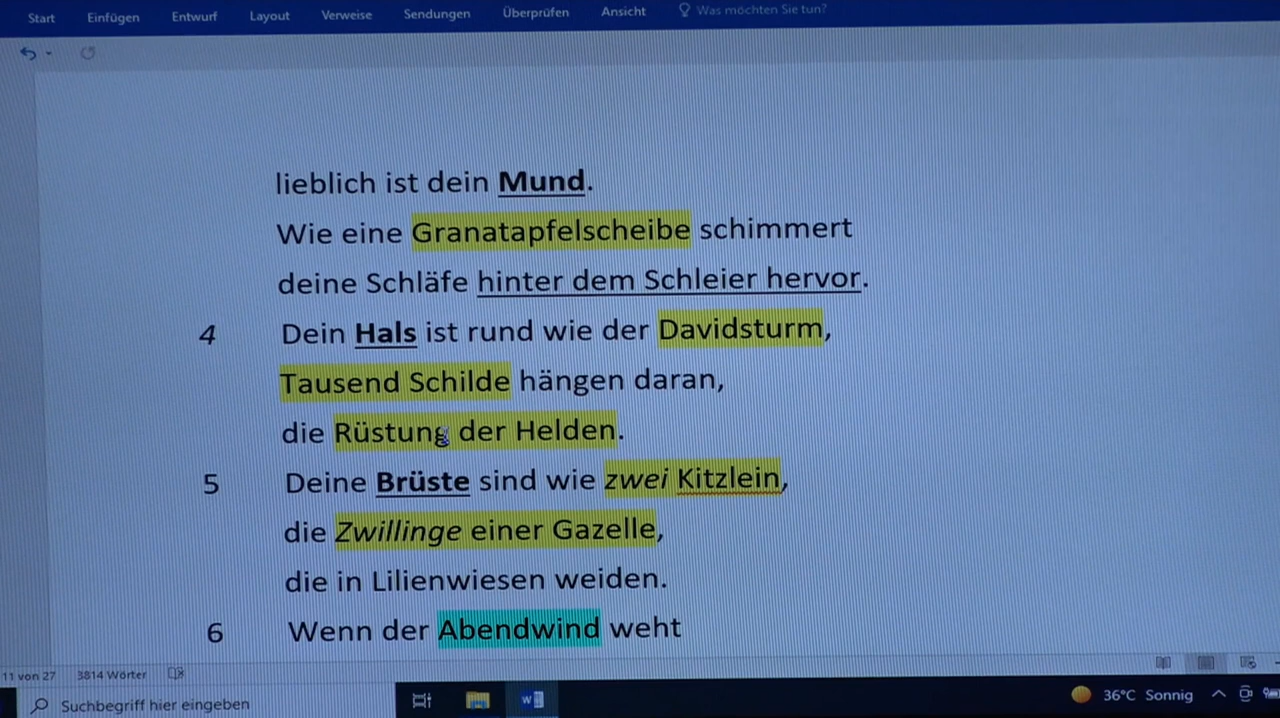 Start Einfügen Entwurf Layout Verweise Sendungen Überprüfen Ansicht Was möchten Sie tun?
lieblich ist dein Mund.
Wie eine Granatapfelscheibe schimmert
deine Schläfe hinter dem Schleier hervor.
4 Dein Hals ist rund wie der Davidsturm,
Tausend Schilde hängen daran,
die Rüstung der Helden.
5 Deine Brüste sind wie zwei Kitzlein,
die Zwillinge einer Gazelle,
die in Lilienwiesen weiden.
6 Wenn der Abendwind weht
11 von 27 3814 Wörter
Suchbegriff hier eingeben
36°C Sonnig